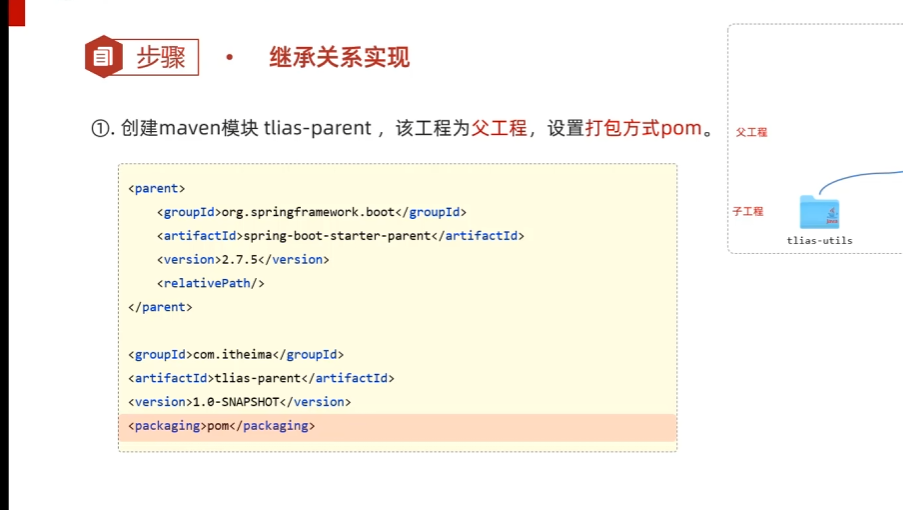 步骤 · 继承关系实现
①. 创建maven模块 tlias-parent ，该工程为父工程，设置打包方式pom。
<parent>
    <groupId>org.springframework.boot</groupId>
    <artifactId>spring-boot-starter-parent</artifactId>
    <version>2.7.5</version>
    <relativePath/>
</parent>
<groupId>com.itheima</groupId>
<artifactId>tlias-parent</artifactId>
<version>1.0-SNAPSHOT</version>
<packaging>pom</packaging>
父工程
子工程
tlias-utils